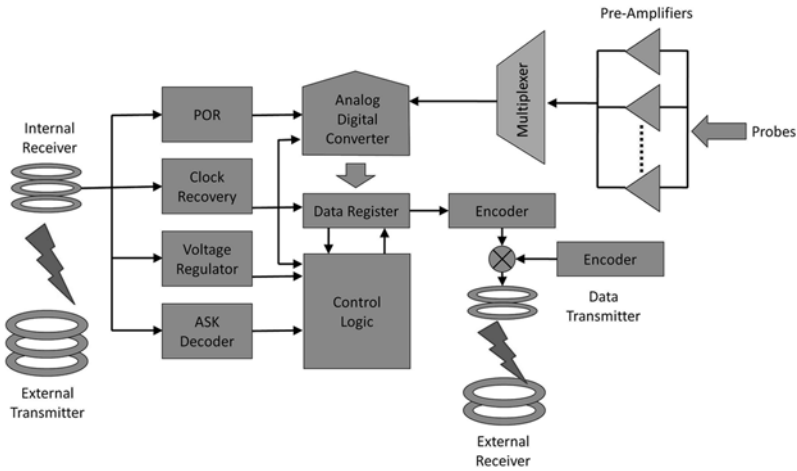 Pre-Amplifiers
Internal
Receiver
POR
Analog
Digital
Converter
Multiplexer
Probes
Clock
Recovery
Data Register
Encoder
Voltage
Regulator
Encoder
Control
Logic
Data
Transmitter
ASK
Decoder
External
Transmitter
External
Receiver